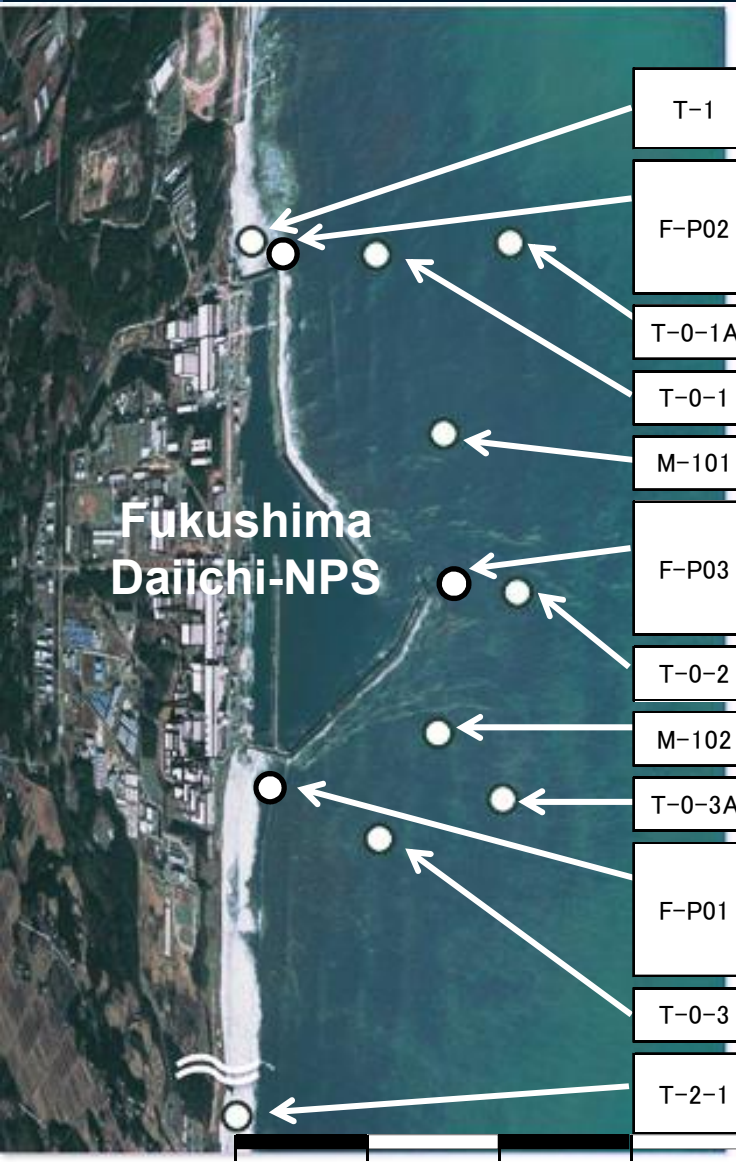 T-1
F-P02
T-0-1A
T-0-1
M-101
Fukushima
Daiichi-NPS
F-P03
T-0-2
M-102
T-0-3A
F-P01
T-0-3
T-2-1